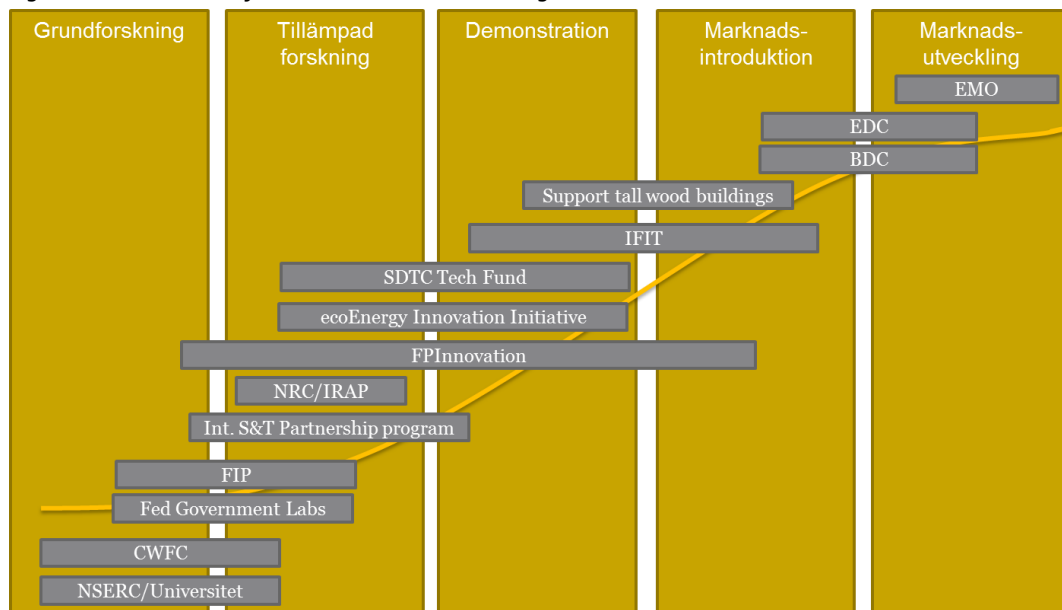 Grundforskning
Tillämpad
forskning
Demonstration
Marknads-
introduktion
Marknads-
utveckling
EMO
EDC
BDC
Support tall wood buildings
IFIT
SDTC Tech Fund
ecoEnergy Innovation Initiative
FPInnovation
NRC/IRAP
Int. S&T Partnership program
FIP
Fed Government Labs
CWFC
NSERC/Universitet